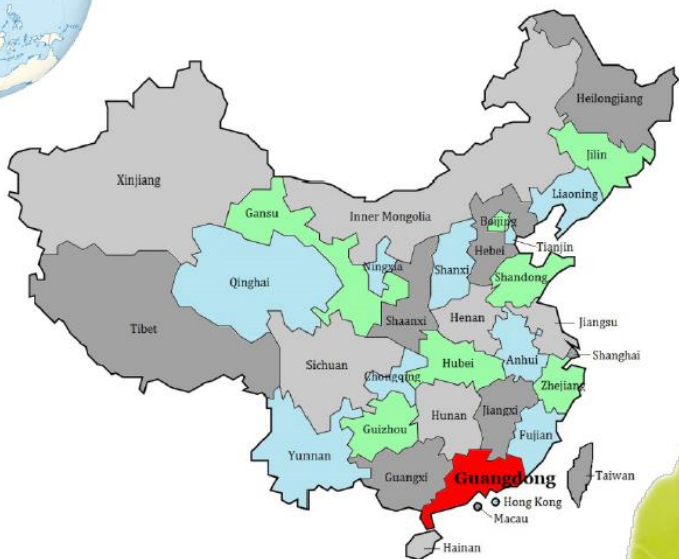 Heilongjiang
Jilin
Xinjiang
Liaoning
Gansu
Inner Mongolia
Beijing
Tianjin
Hebei
Ningxia
Shanxi
Shandong
Qinghai
Henan
Jiangsu
Shaanxi
Tibet
Shanghai
Anhui
Sichuan
Hubei
Chongqing
Zhejiang
Jiangxi
Hunan
Guizhou
Fujian
Yunnan
Guangdong
Guangxi
Taiwan
Hong Kong
Macau
Hainan